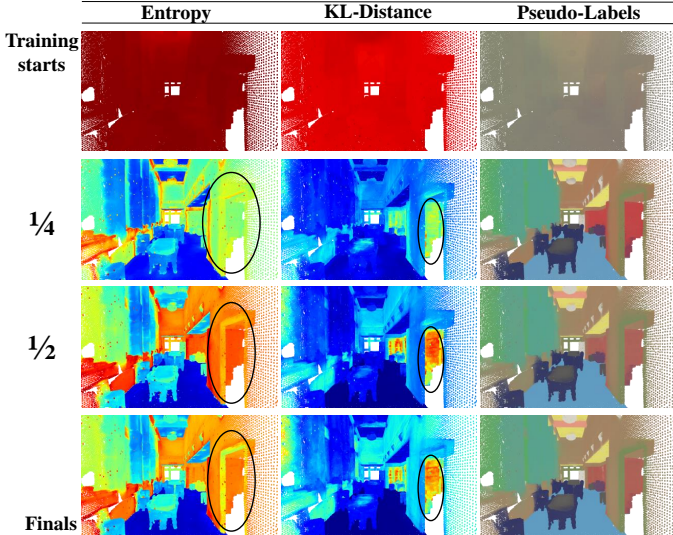 Entropy KL-Distance Pseudo-Labels
Training
starts
¼
½
Finals